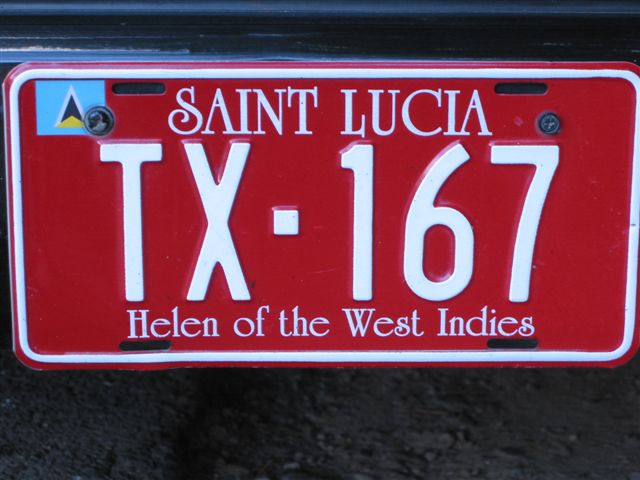 SAINT LUCIA
TX·167
Helen of the West Indies